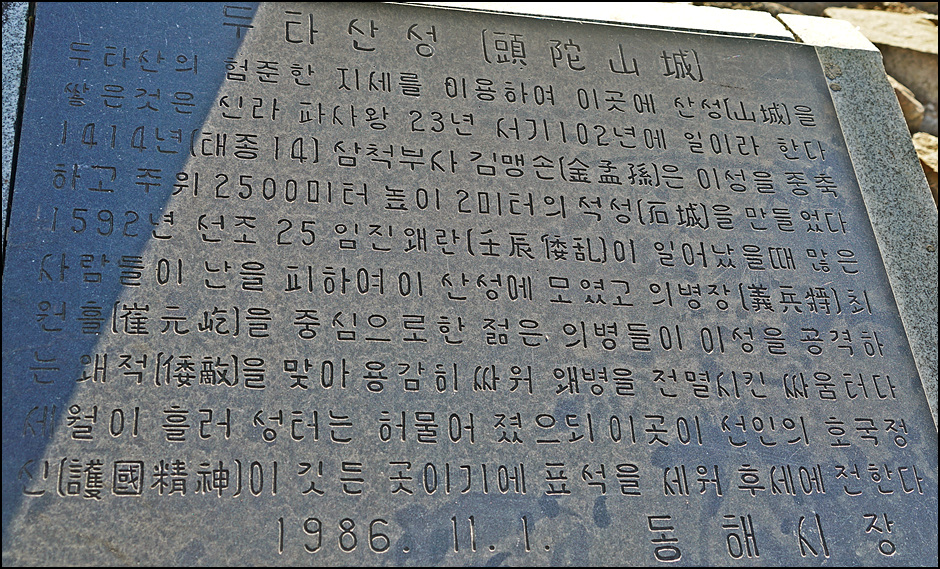 두타산성 (頭陀山城)
두타산의 험준한 지세를 이용하여 이곳에 산성(山城)을
쌓은것은 신라 파사왕 23년 서기102년에 일이라 한다
1414년(태종14) 삼척부사 김맹손(金孟孫)은 이성을 증축
하고 주위 2500미터 높이 2미터의 석성(石城)을 만들었다
1592년 선조 25 임진왜란(壬辰倭乱)이 일어났을때 많은
사람들이 난을 피하여이 산성에 모였고 의병장(義兵將)최
원흘(崔元屹)을 중심으로한 젊은 의병들이 이성을 공격하
는 왜적(倭敵)을 맞아 용감히 싸워 왜병을 전멸시킨 싸움터다
세월이 흘러 성터는 허물어 졌으되 이곳이 선인의 호국정
신(護國精神)이 깃든 곳이기에 표석을 세워 후세에 전한다
1986. 11. 1. 동해시장